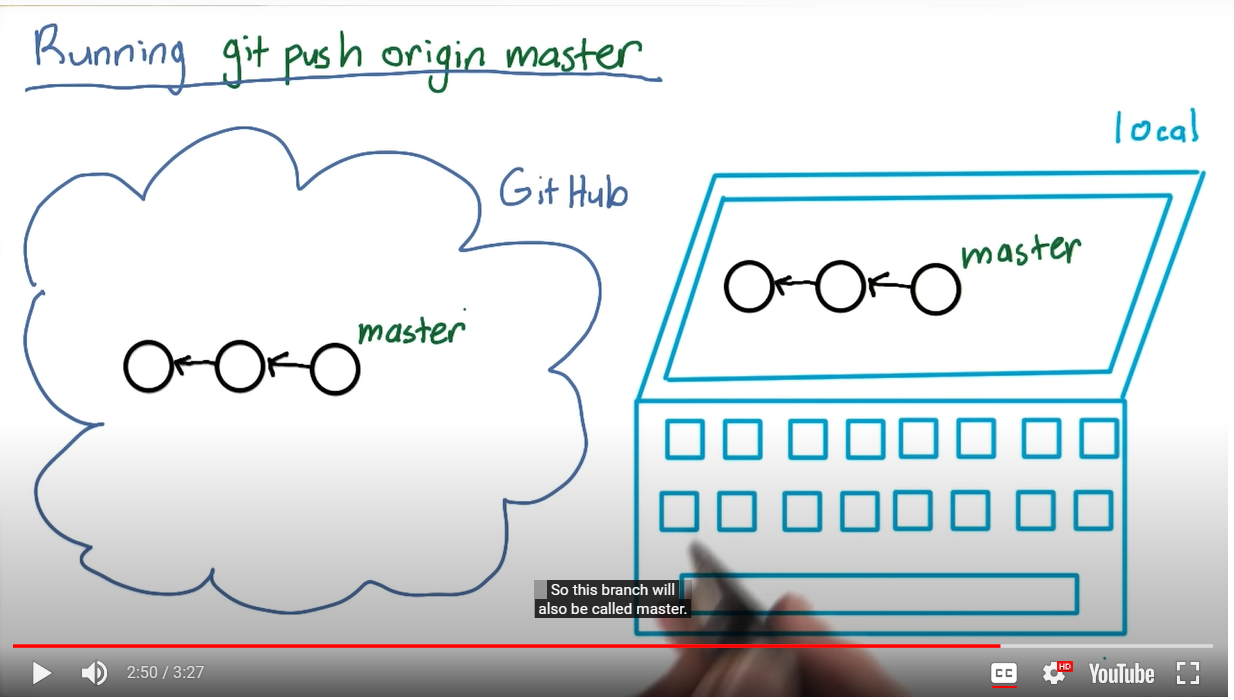 Running git push origin master
local
GitHub
master
master
So this branch will
also be called master.
2:50 / 3:27
CC
HD
YouTube